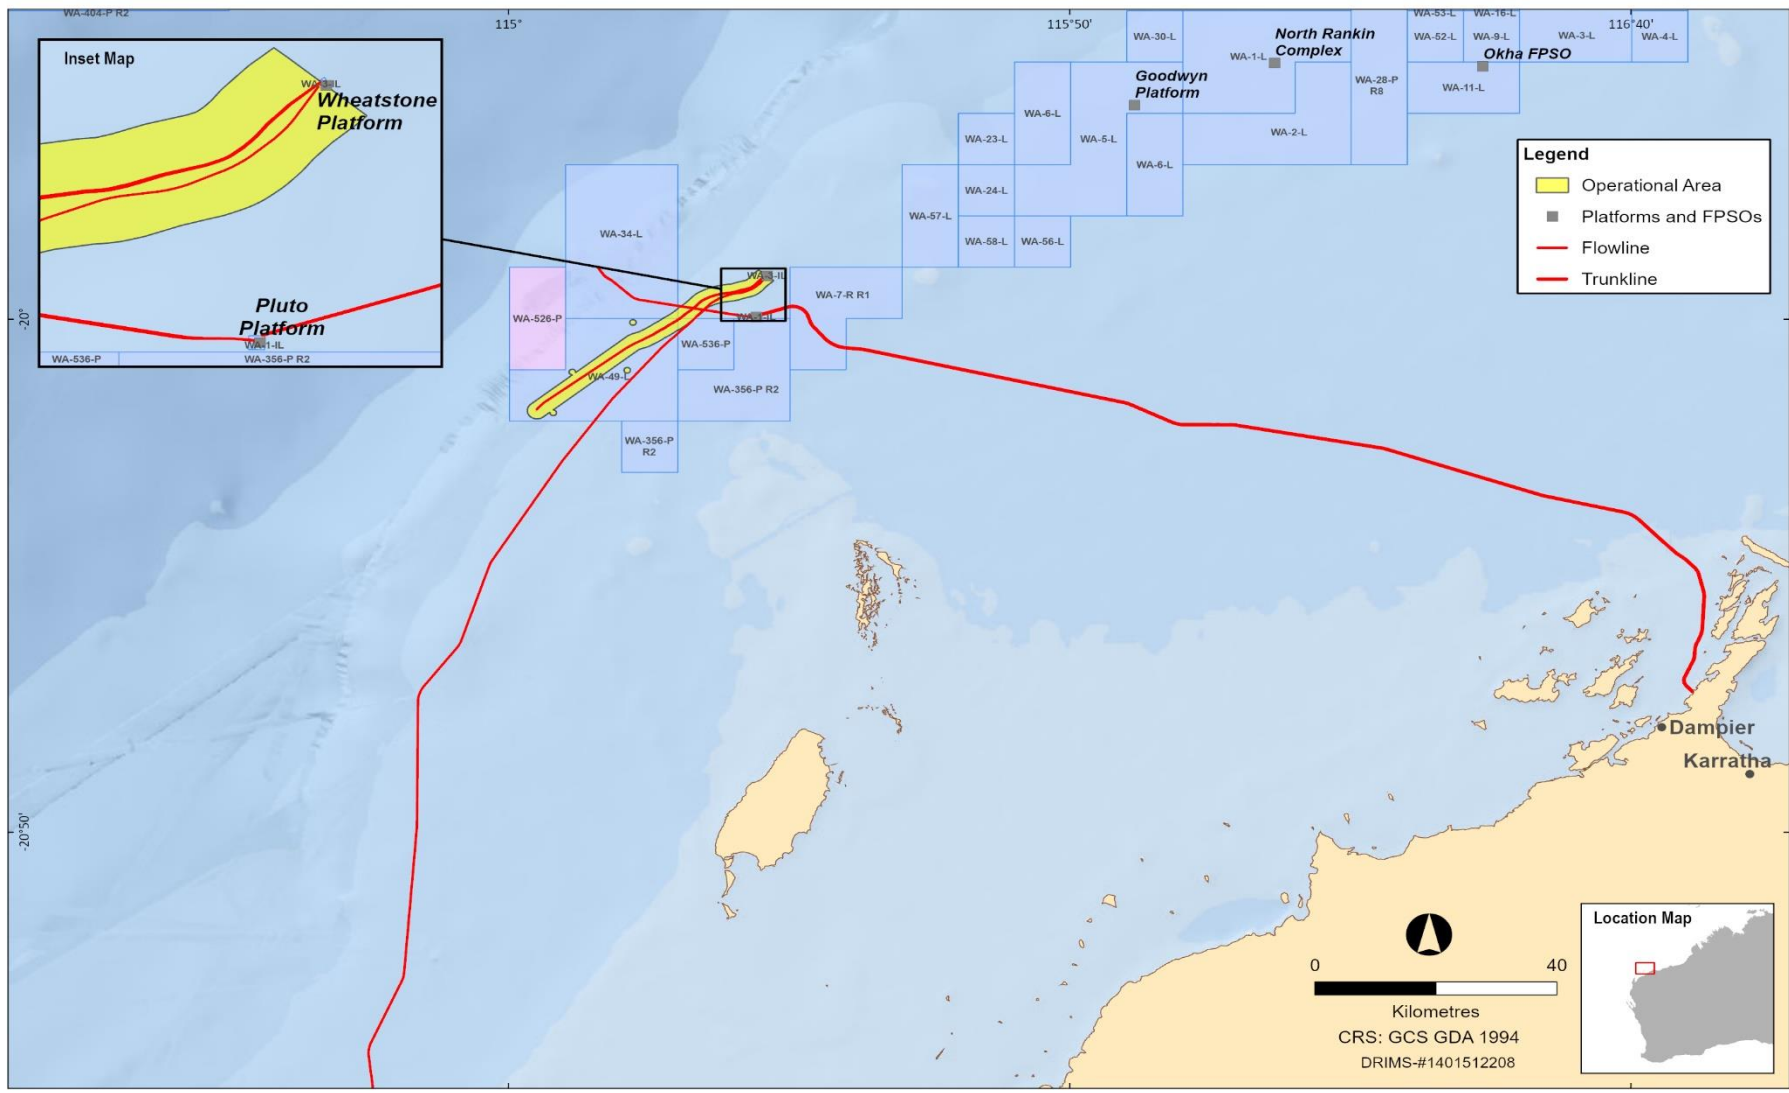 WA-404-P R2
115°
115°50'
116°40'
Inset Map
Wheatstone
Platform
Pluto
Platform
WA-1-IL
WA-536-P
WA-356-P R2
WA-30-L
WA-1-L
North Rankin
Complex
WA-28-P
R8
WA-53-L
WA-16-L
WA-52-L
WA-9-L
WA-3-L
WA-4-L
Okha FPSO
WA-11-L
Goodwyn
Platform
WA-6-L
WA-5-L
WA-2-L
WA-23-L
WA-6-L
WA-24-L
WA-57-L
WA-58-L
WA-56-L
WA-34-L
WA-7-R R1
WA-526-P
WA-536-P
WA-49-L
WA-356-P R2
WA-356-P
R2
Legend
Operational Area
Platforms and FPSOs
Flowline
Trunkline
-20°
-20°50'
Dampier
Karratha
0
40
Kilometres
CRS: GCS GDA 1994
DRIMS-#1401512208
Location Map